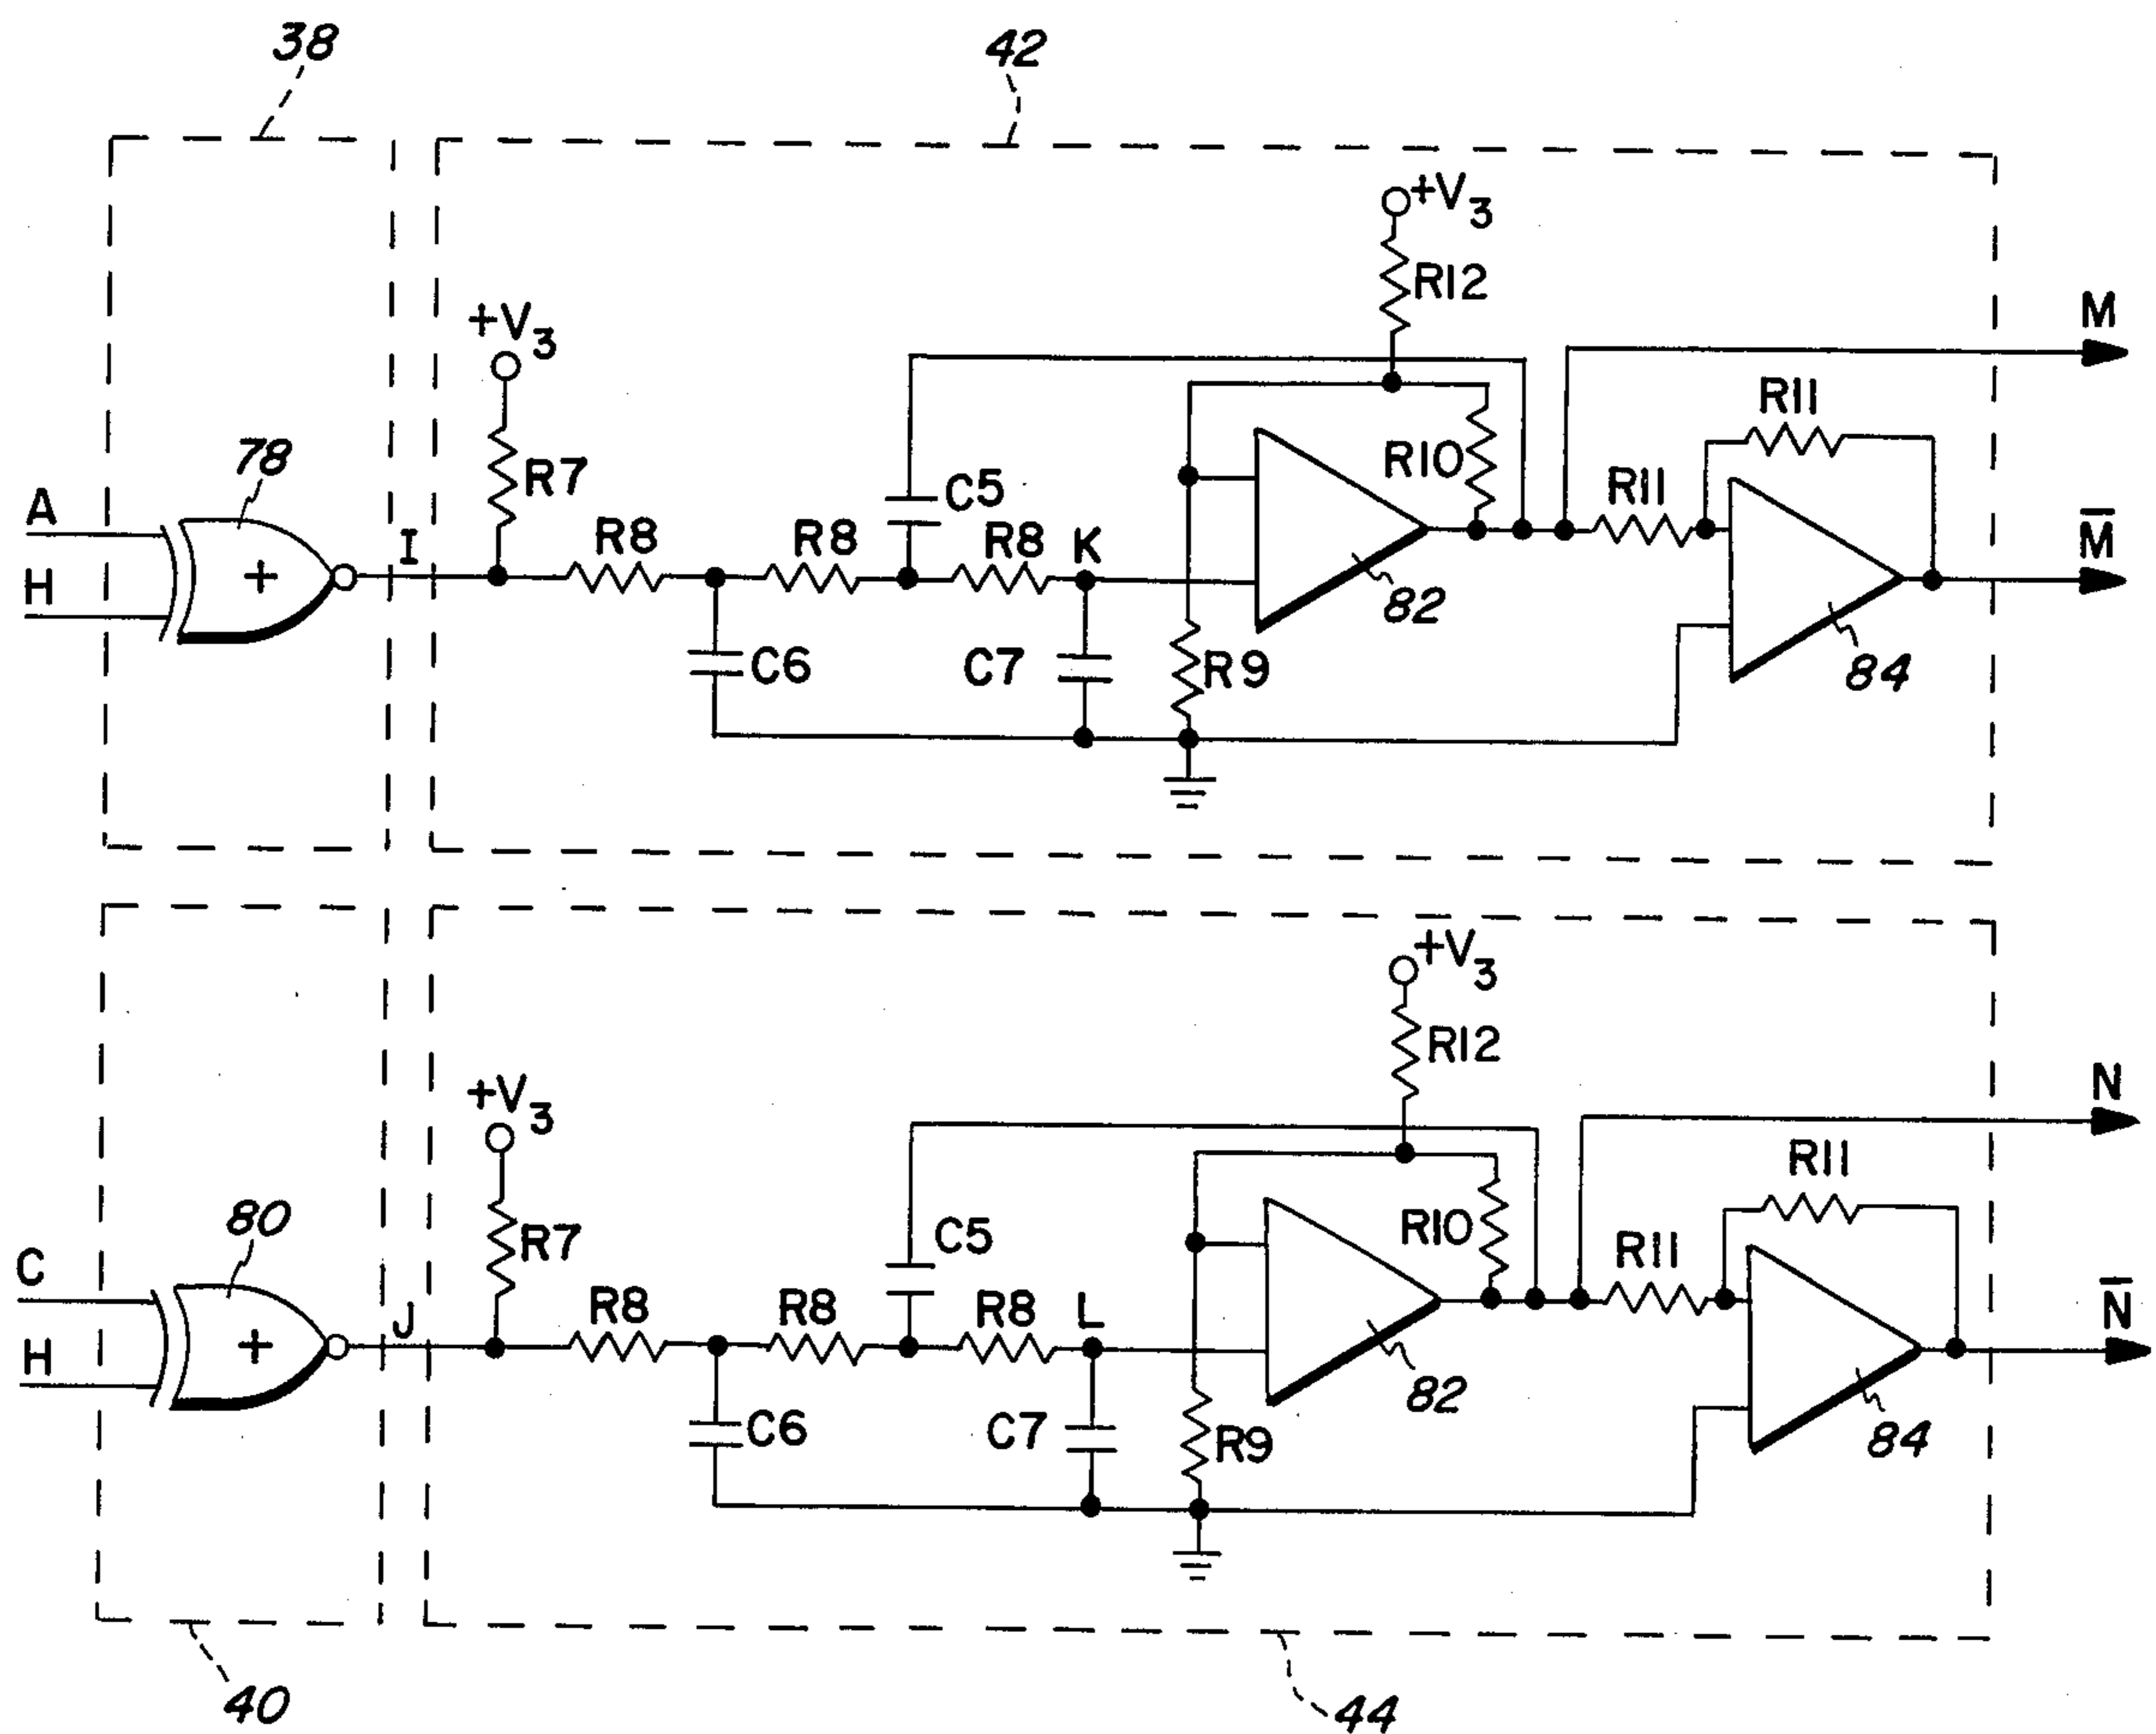 38
42
+V3
R12
+V3
M
R11
78
R7
R10
A
I
R8
R8
C5
R8
K
R11
M̅
H
+
82
C6
C7
R9
84
+V3
R12
+V3
N
R11
80
R7
C5
R10
R11
C
J
R8
R8
R8
L
N̅
H
+
82
C6
C7
R9
84
40
44